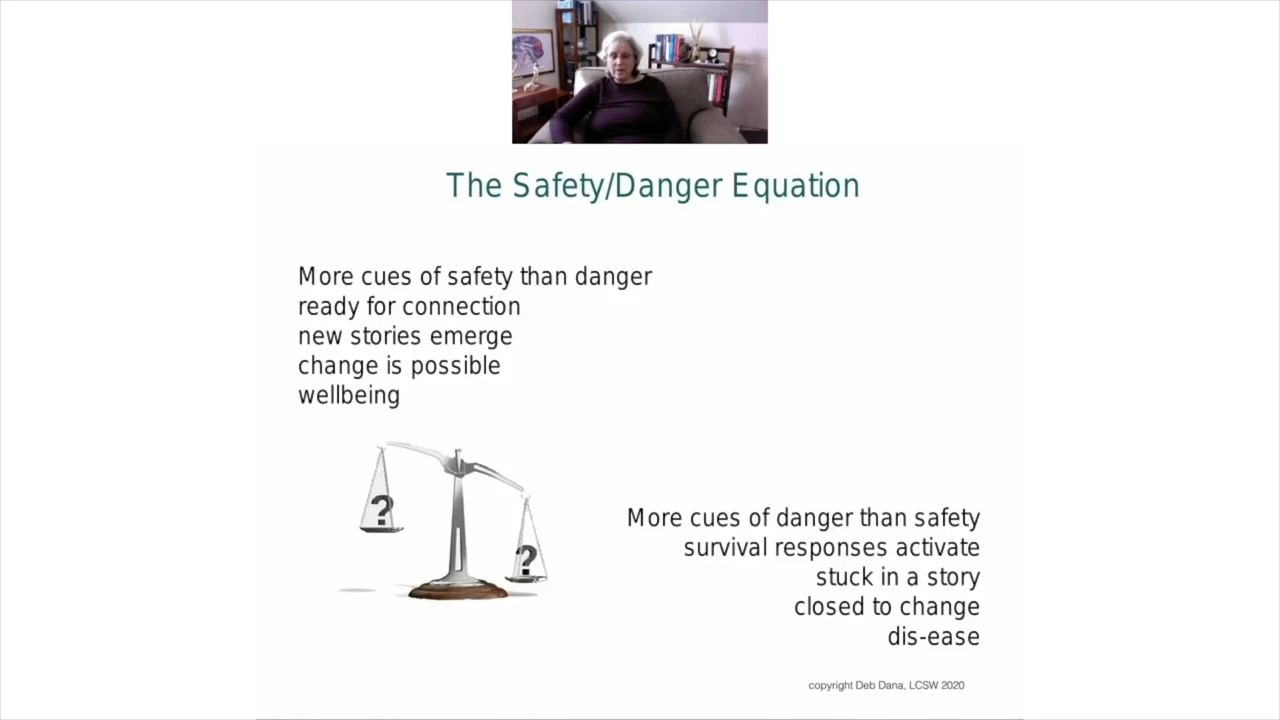 The Safety/Danger Equation
More cues of safety than danger
ready for connection
new stories emerge
change is possible
wellbeing
?
?
More cues of danger than safety
survival responses activate
stuck in a story
closed to change
dis-ease
copyright Deb Dana, LCSW 2020